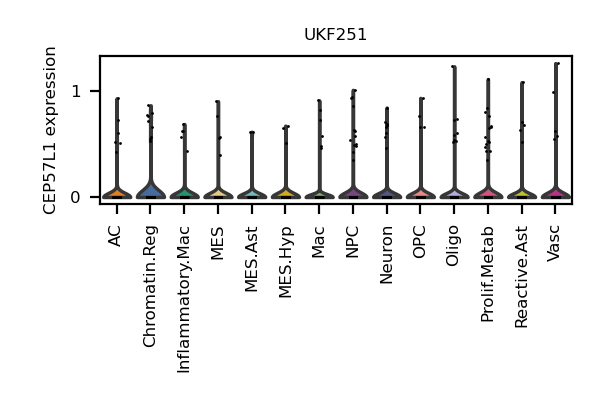 UKF251
CEP57L1 expression
1
0
AC
Chromatin.Reg
Inflammatory.Mac
MES
MES.Ast
MES.Hyp
Mac
NPC
Neuron
OPC
Oligo
Prolif.Metab
Reactive.Ast
Vasc